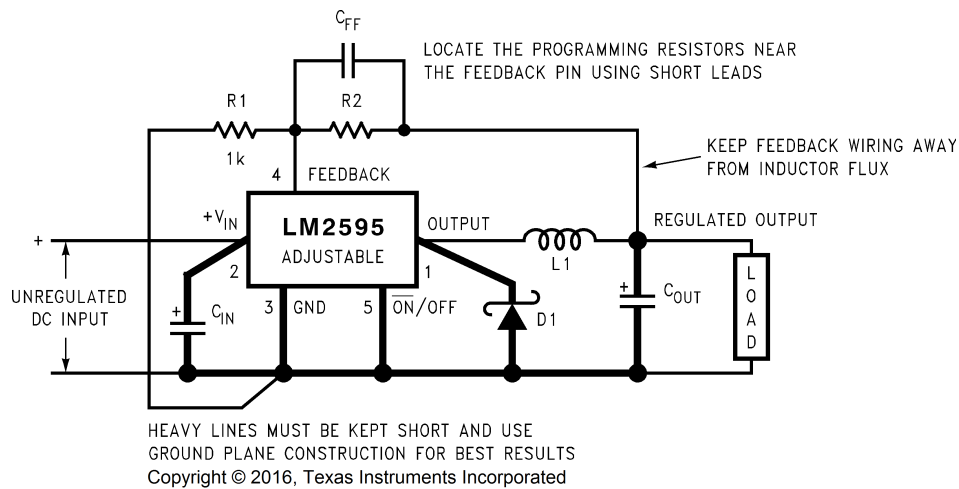 CFF
LOCATE THE PROGRAMMING RESISTORS NEAR
THE FEEDBACK PIN USING SHORT LEADS
R1
R2
1k
KEEP FEEDBACK WIRING AWAY
FROM INDUCTOR FLUX
4 FEEDBACK
+VIN
LM2595
ADJUSTABLE
OUTPUT
REGULATED OUTPUT
+
2
1
L1
UNREGULATED
DC INPUT
+
CIN
3 GND
5 ON/OFF
D1
+
COUT
LOAD
HEAVY LINES MUST BE KEPT SHORT AND USE
GROUND PLANE CONSTRUCTION FOR BEST RESULTS
Copyright © 2016, Texas Instruments Incorporated